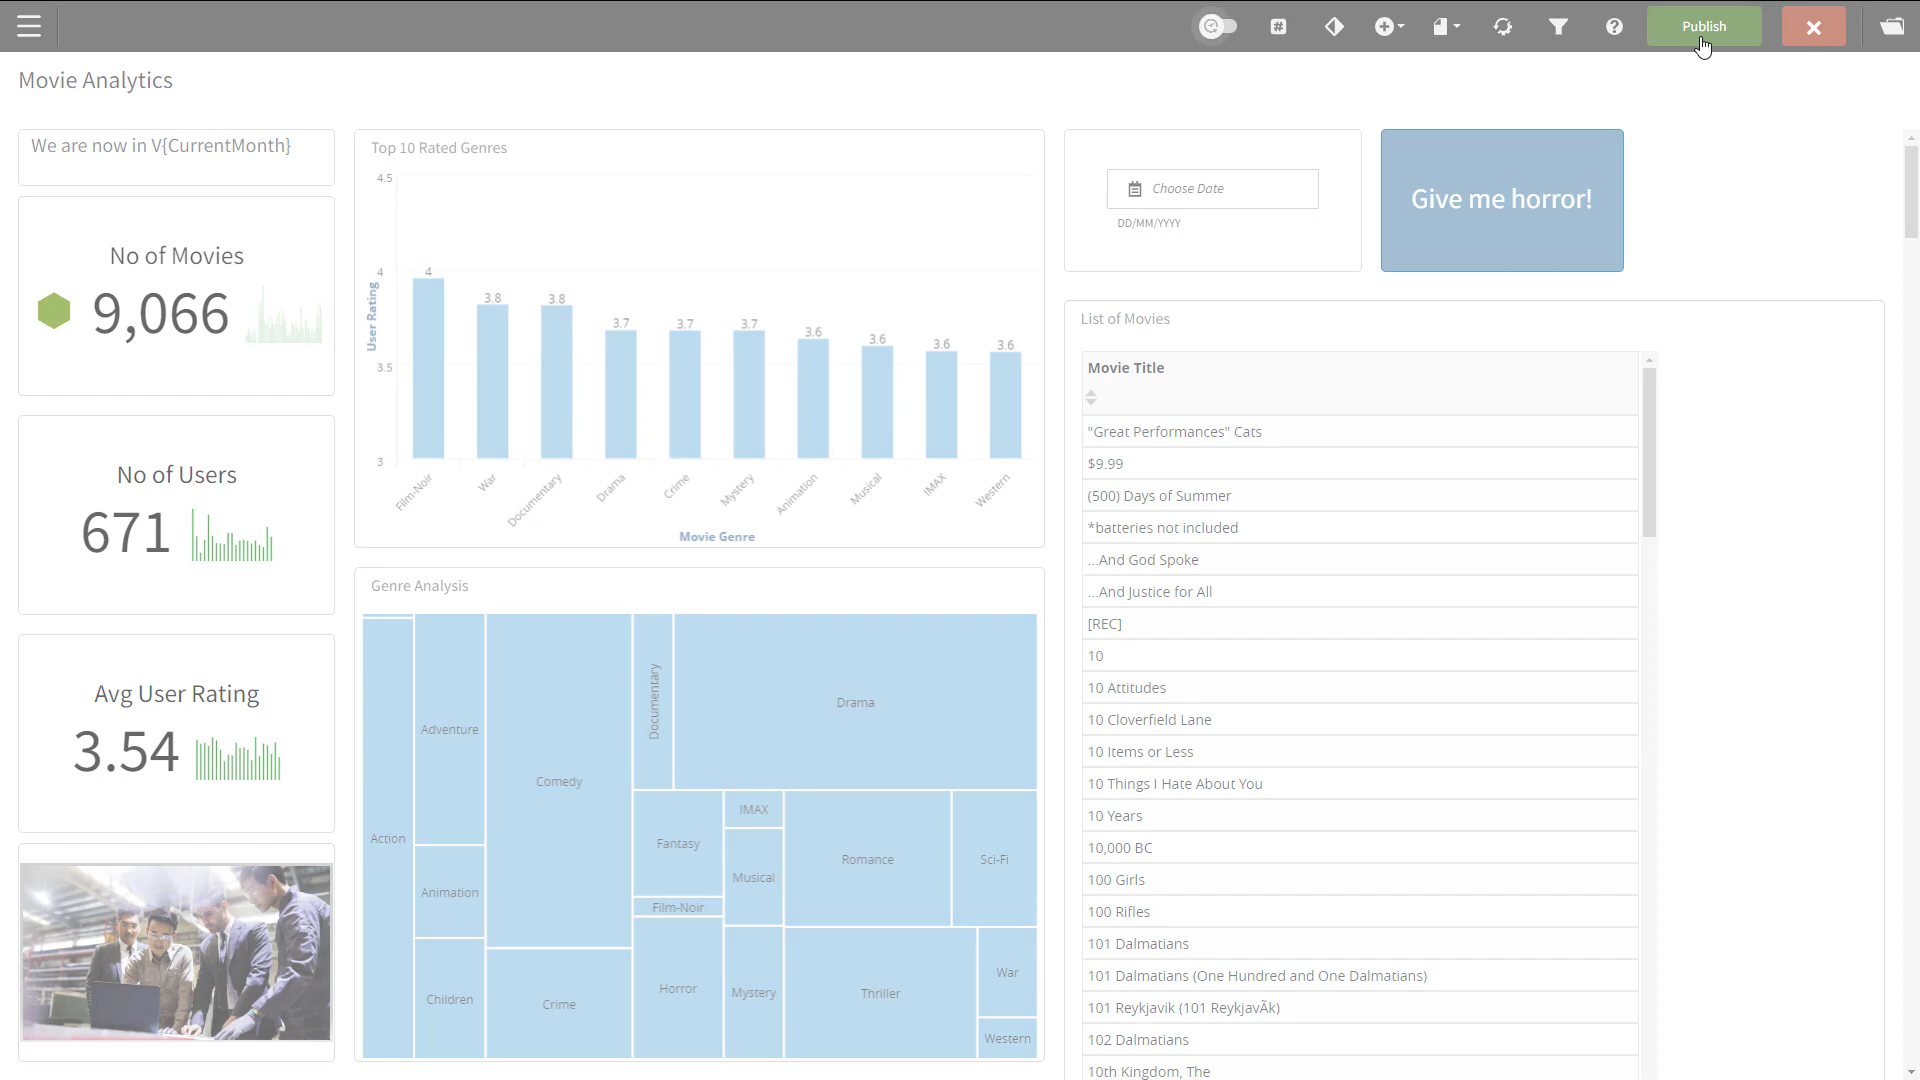 Publish
Movie Analytics
We are now in V{CurrentMonth}
No of Movies
9,066
No of Users
671
Avg User Rating
3.54
Top 10 Rated Genres
4.5
4
3.5
3
User Rating
4
3.8
3.8
3.7
3.7
3.7
3.6
3.6
3.6
3.6
Film-Noir
War
Documentary
Drama
Crime
Mystery
Animation
Musical
IMAX
Western
Movie Genre
Genre Analysis
Action
Adventure
Animation
Children
Comedy
Crime
Documentary
Drama
Fantasy
Film-Noir
Horror
IMAX
Musical
Mystery
Romance
Sci-Fi
Thriller
War
Western
Choose Date
DD/MM/YYYY
Give me horror!
List of Movies
Movie Title
"Great Performances" Cats
$9.99
(500) Days of Summer
*batteries not included
...And God Spoke
...And Justice for All
[REC]
10
10 Attitudes
10 Cloverfield Lane
10 Items or Less
10 Things I Hate About You
10 Years
10,000 BC
100 Girls
100 Rifles
101 Dalmatians
101 Dalmatians (One Hundred and One Dalmatians)
101 Reykjavik (101 ReykjavÃk)
102 Dalmatians
10th Kingdom, The